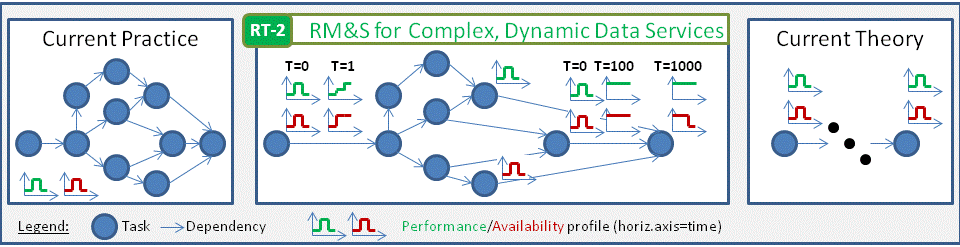 Current Practice
RT-2
RM&S for Complex, Dynamic Data Services
T=0 T=1
T=0 T=100 T=1000
Current Theory
Legend: Task Dependency Performance/Availability profile (horiz.axis=time)